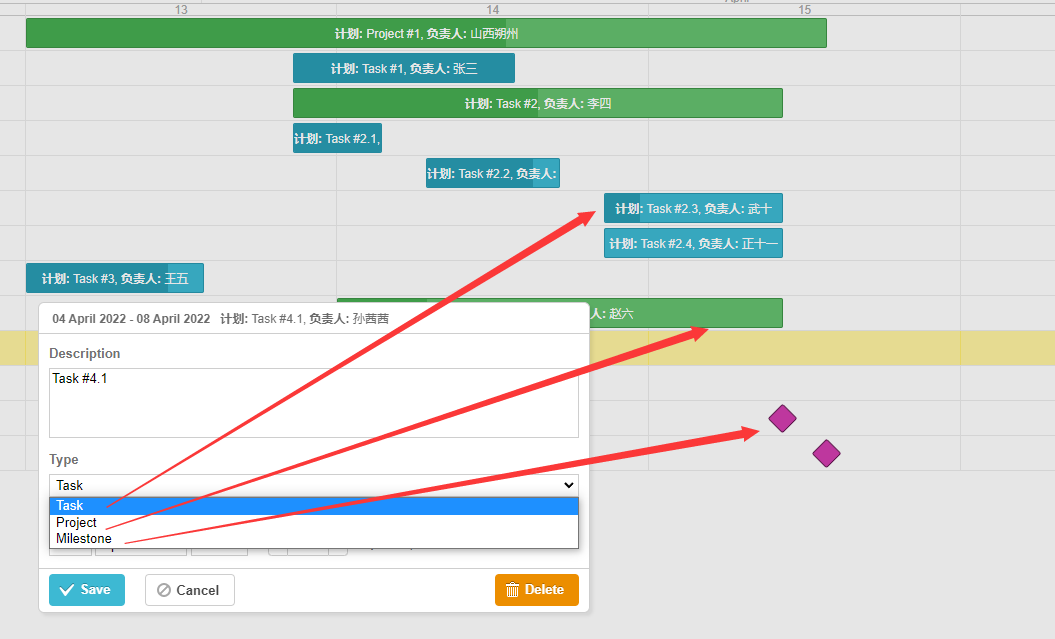 April
13 14 15
计划: Project #1, 负责人: 山西朔州
计划: Task #1, 负责人: 张三
计划: Task #2, 负责人: 李四
计划: Task #2.1,
计划: Task #2.2, 负责人:
计划: Task #2.3, 负责人: 武十
计划: Task #2.4, 负责人: 正十一
计划: Task #3, 负责人: 王五
人: 赵六
04 April 2022 - 08 April 2022 计划: Task #4.1, 负责人: 孙茜茜
Description
Task #4.1
Type
Task
Task
Project
Milestone
Save Cancel Delete